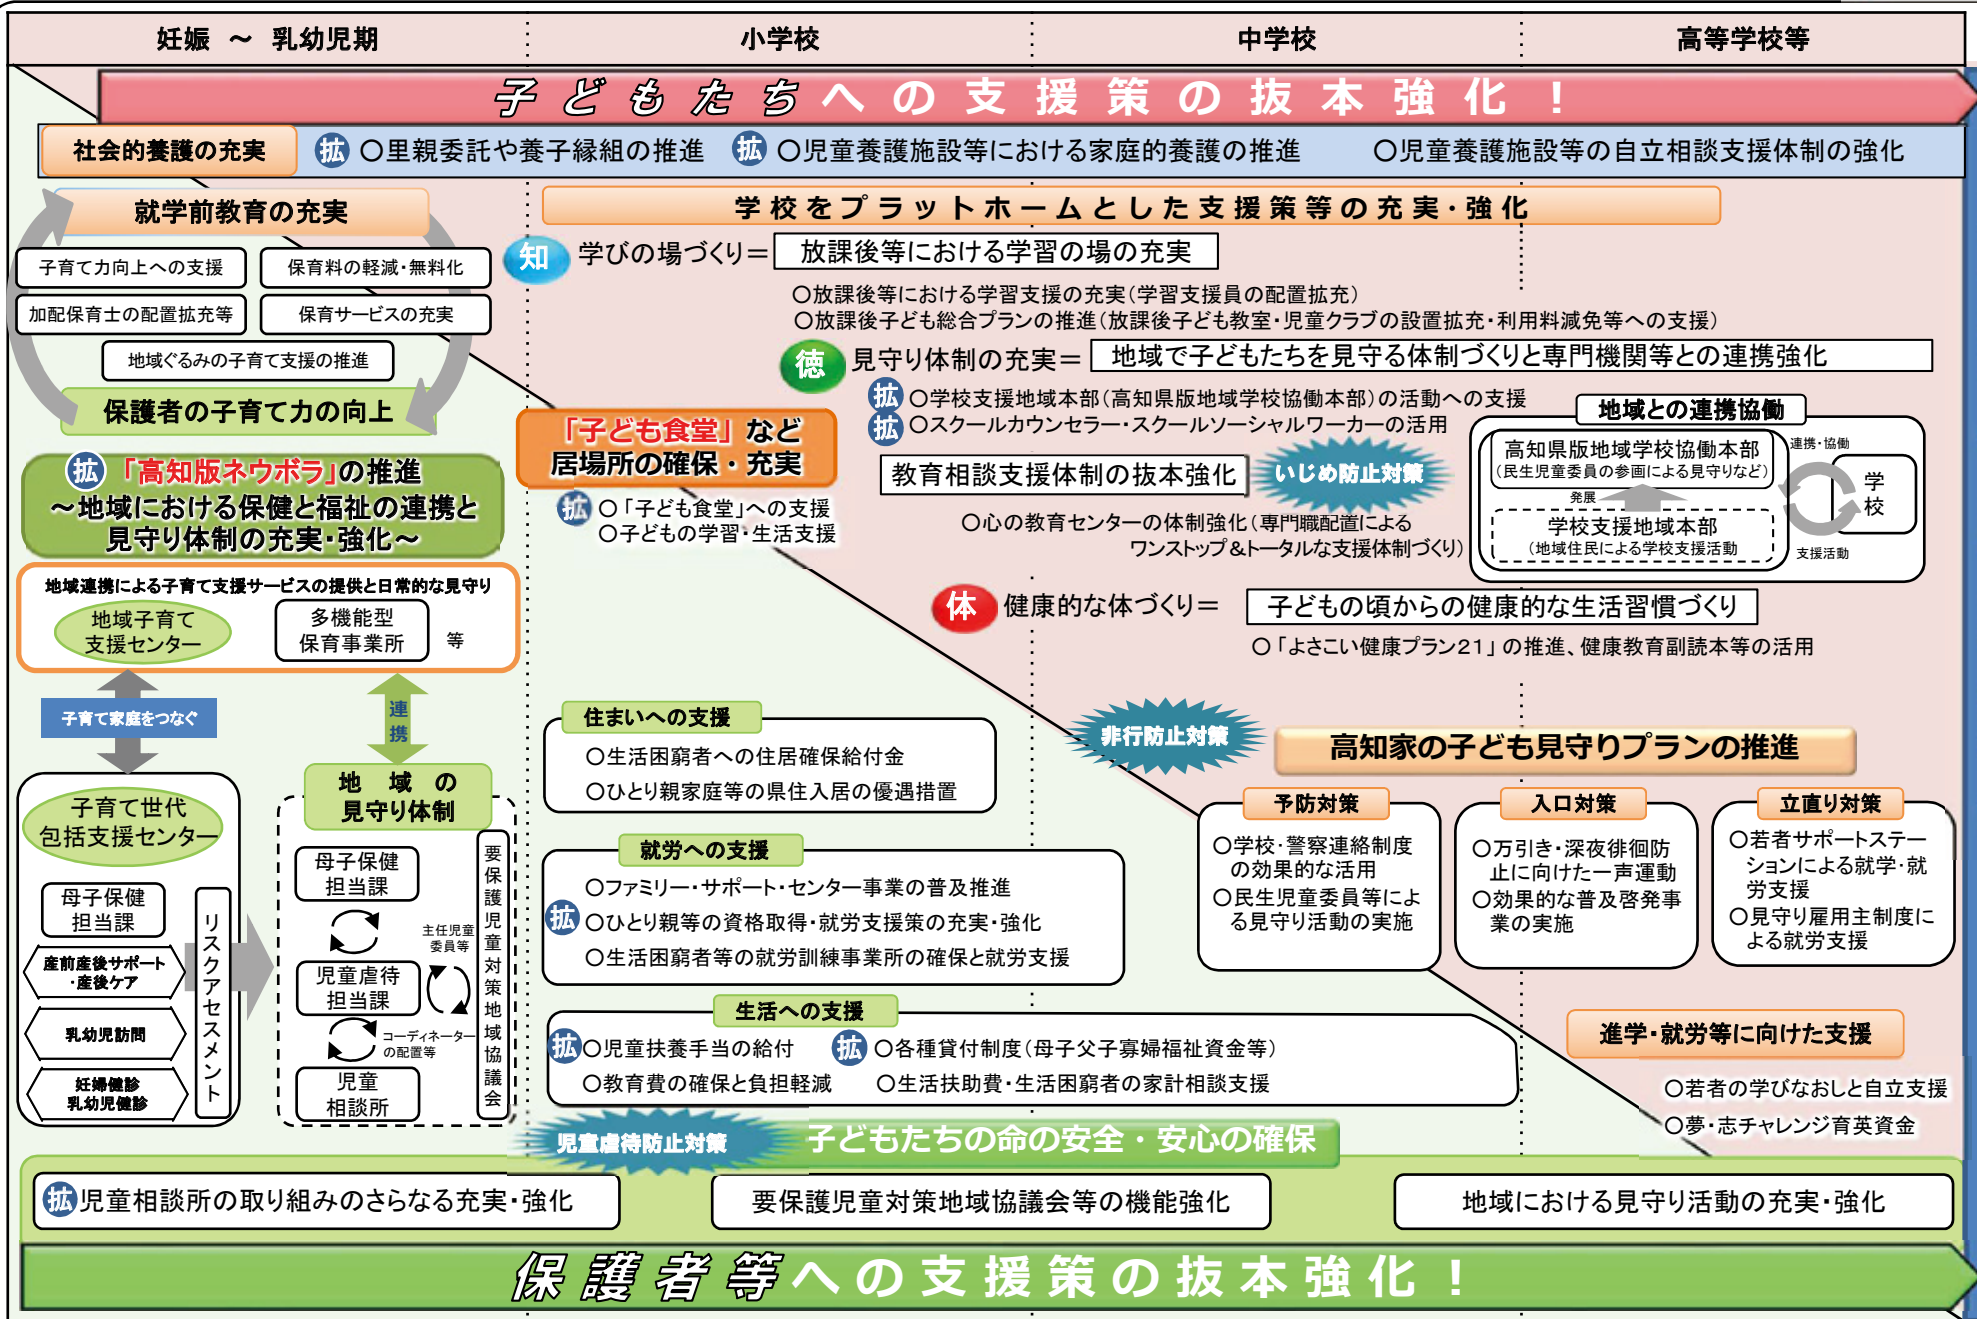 妊娠 ～ 乳幼児期
小学校
中学校
高等学校等
子どもたちへの支援策の抜本強化！
社会的養護の充実
拡 ○里親委託や養子縁組の推進
拡 ○児童養護施設等における家庭的養護の推進
○児童養護施設等の自立相談支援体制の強化
就学前教育の充実
子育て力向上への支援
保育料の軽減・無料化
加配保育士の配置拡充等
保育サービスの充実
地域ぐるみの子育て支援の推進
保護者の子育て力の向上
拡 「高知版ネウボラ」の推進
～地域における保健と福祉の連携と
見守り体制の充実・強化～
地域連携による子育て支援サービスの提供と日常的な見守り
地域子育て
支援センター
多機能型
保育事業所
等
子育て家庭をつなぐ
連携
子育て世代
包括支援センター
母子保健
担当課
産前産後サポート
・産後ケア
乳幼児訪問
妊婦健診
乳幼児健診
リスクアセスメント
地 域 の
見守り体制
母子保健
担当課
児童虐待
担当課
児童
相談所
主任児童
委員等
コーディネーター
の配置等
要保護児童対策地域協議会
学校をプラットホームとした支援策等の充実・強化
知 学びの場づくり＝ 放課後等における学習の場の充実
○放課後等における学習支援の充実（学習支援員の配置拡充）
○放課後子ども総合プランの推進（放課後子ども教室・児童クラブの設置拡充・利用料減免等への支援）
徳 見守り体制の充実＝ 地域で子どもたちを見守る体制づくりと専門機関等との連携強化
拡 ○学校支援地域本部（高知県版地域学校協働本部）の活動への支援
拡 ○スクールカウンセラー・スクールソーシャルワーカーの活用
「子ども食堂」など
居場所の確保・充実
拡 ○「子ども食堂」への支援
○子どもの学習・生活支援
教育相談支援体制の抜本強化
いじめ防止対策
○心の教育センターの体制強化（専門職配置による
ワンストップ＆トータルな支援体制づくり）
地域との連携協働
高知県版地域学校協働本部
（民生児童委員の参画による見守りなど）
発展
学校支援地域本部
（地域住民による学校支援活動
連携・協働
学校
支援活動
体 健康的な体づくり＝ 子どもの頃からの健康的な生活習慣づくり
○「よさこい健康プラン21」の推進、健康教育副読本等の活用
住まいへの支援
○生活困窮者への住居確保給付金
○ひとり親家庭等の県住入居の優遇措置
就労への支援
○ファミリー・サポート・センター事業の普及推進
拡 ○ひとり親等の資格取得・就労支援策の充実・強化
○生活困窮者等の就労訓練事業所の確保と就労支援
生活への支援
拡 ○児童扶養手当の給付
拡 ○各種貸付制度（母子父子寡婦福祉資金等）
○教育費の確保と負担軽減
○生活扶助費・生活困窮者の家計相談支援
非行防止対策
高知家の子ども見守りプランの推進
予防対策
○学校・警察連絡制度
の効果的な活用
○民生児童委員等によ
る見守り活動の実施
入口対策
○万引き・深夜徘徊防
止に向けた一声運動
○効果的な普及啓発事
業の実施
立直り対策
○若者サポートステー
ションによる就学・就
労支援
○見守り雇用主制度に
よる就労支援
進学・就労等に向けた支援
○若者の学びなおしと自立支援
○夢・志チャレンジ育英資金
児童虐待防止対策
子どもたちの命の安全・安心の確保
拡 児童相談所の取り組みのさらなる充実・強化
要保護児童対策地域協議会等の機能強化
地域における見守り活動の充実・強化
保護者等への支援策の抜本強化！